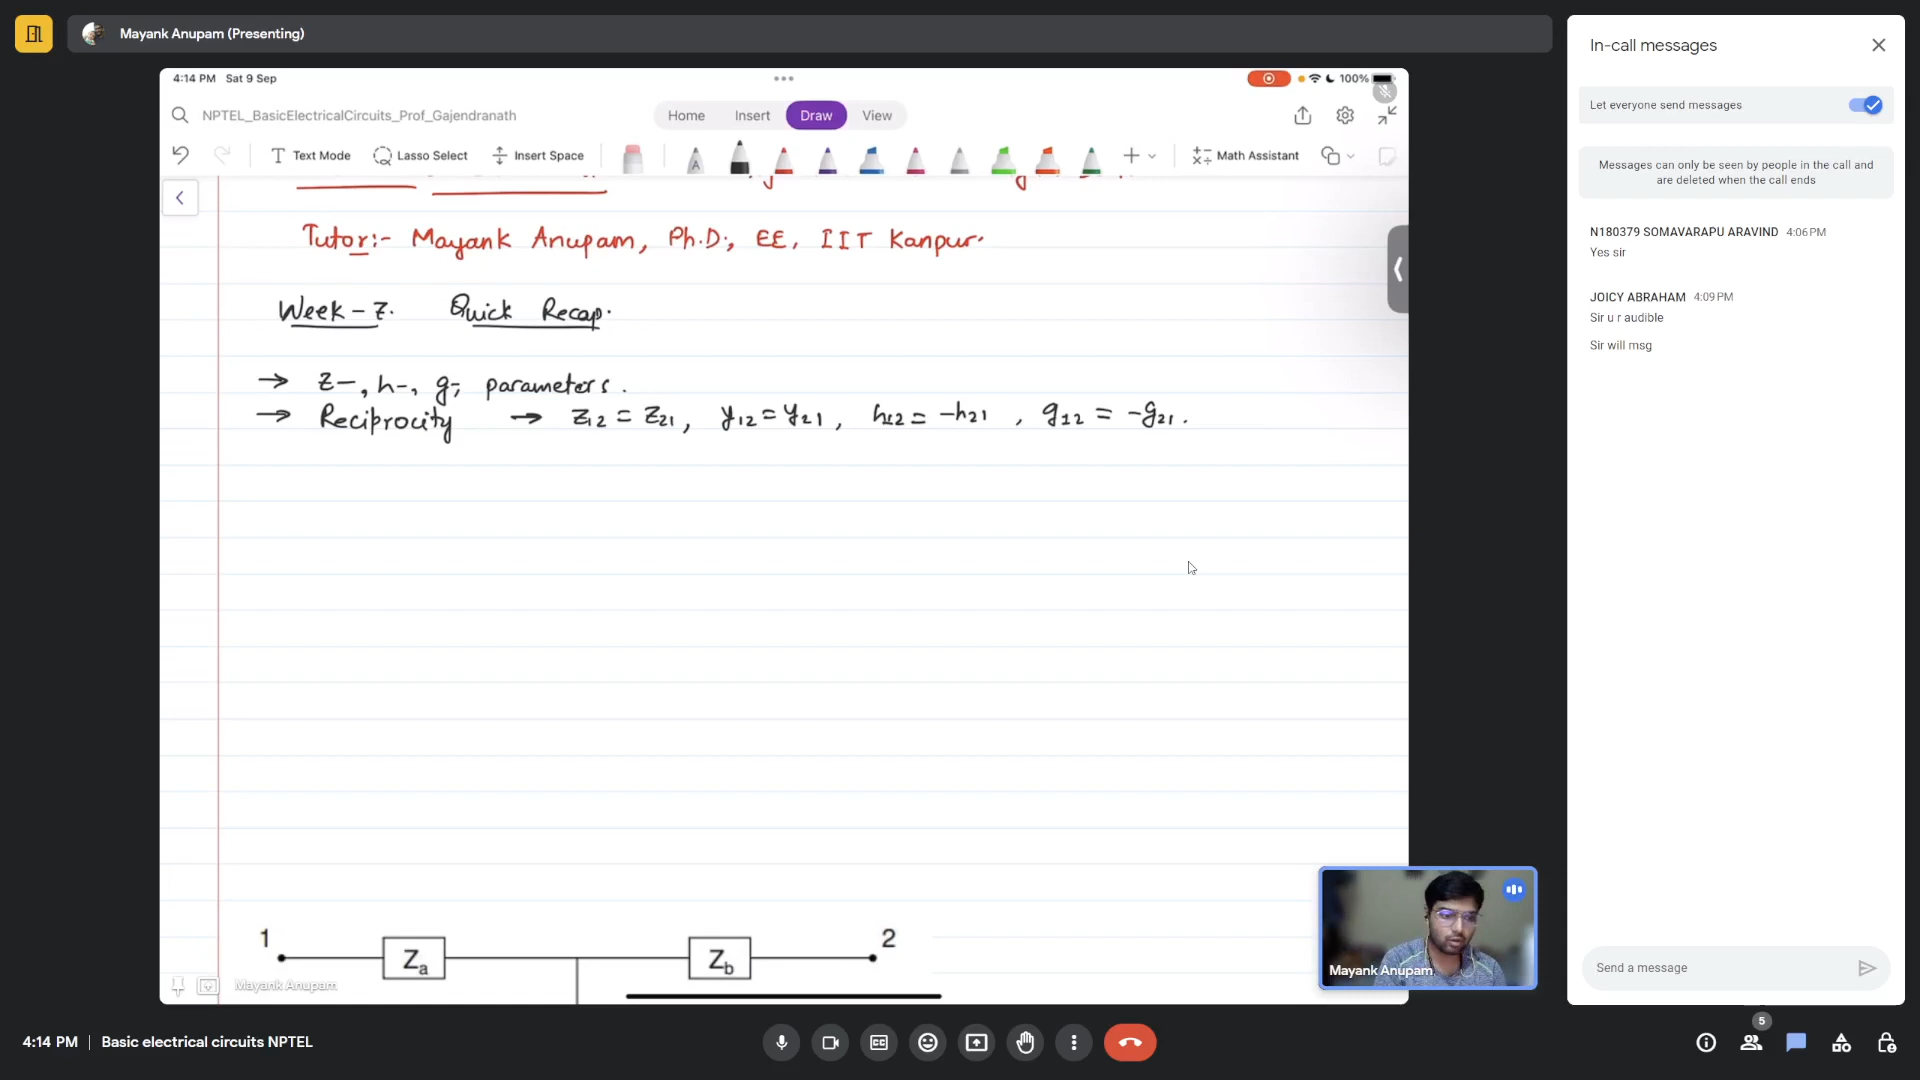 Mayank Anupam (Presenting)
4:14 PM Sat 9 Sep
100%
NPTEL_BasicElectricalCircuits_Prof_Gajendranath
Home Insert Draw View
Text Mode Lasso Select Insert Space A Math Assistant
Tutor:- Mayank Anupam, Ph.D., EE, IIT Kanpur.
Week-7. Quick Recap.
→ z-, h-, g-, parameters.
→ Reciprocity → z12 = z21, y12 = y21, h12 = -h21, g12 = -g21.
1 Za Zb 2
Mayank Anupam
Mayank Anupam
In-call messages
Let everyone send messages
Messages can only be seen by people in the call and
are deleted when the call ends
N180379 SOMAVARAPU ARAVIND 4:06 PM
Yes sir
JOICY ABRAHAM 4:09 PM
Sir u r audible
Sir will msg
Send a message
4:14 PM | Basic electrical circuits NPTEL
CC
5